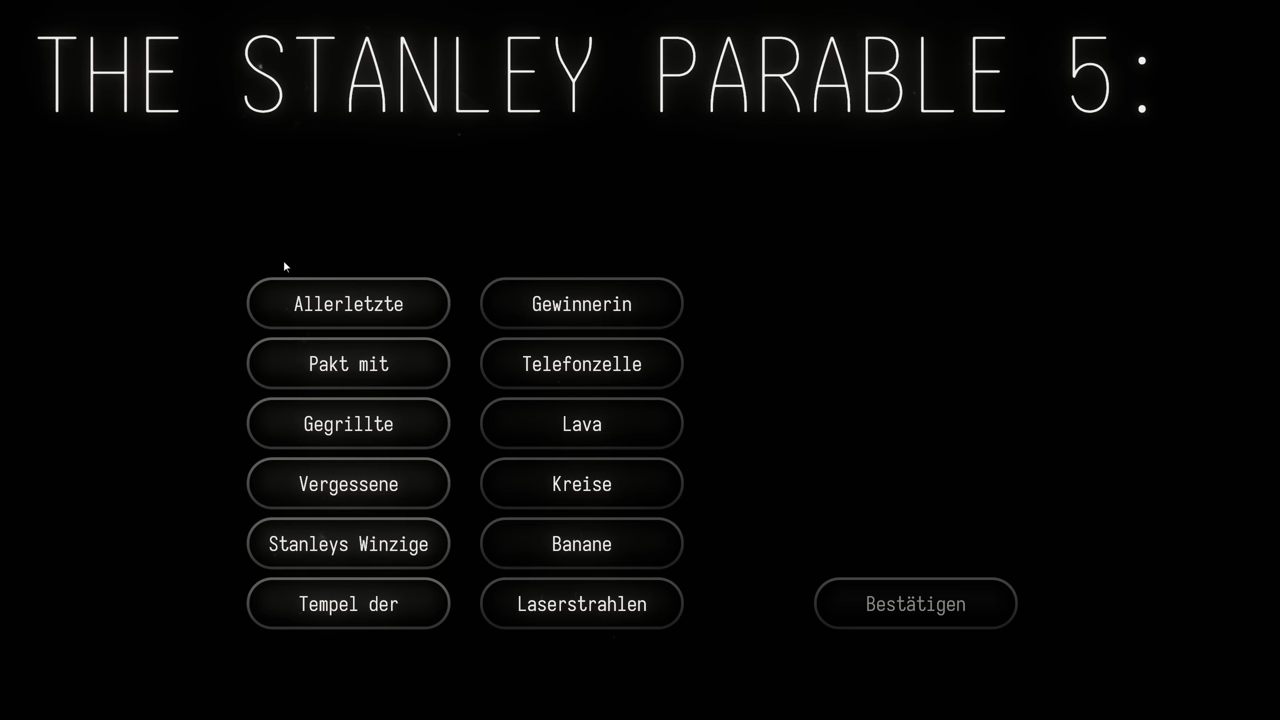 THE STANLEY PARABLE 5:
Allerletzte
Gewinnerin
Pakt mit
Telefonzelle
Gegrillte
Lava
Vergessene
Kreise
Stanleys Winzige
Banane
Tempel der
Laserstrahlen
Bestätigen